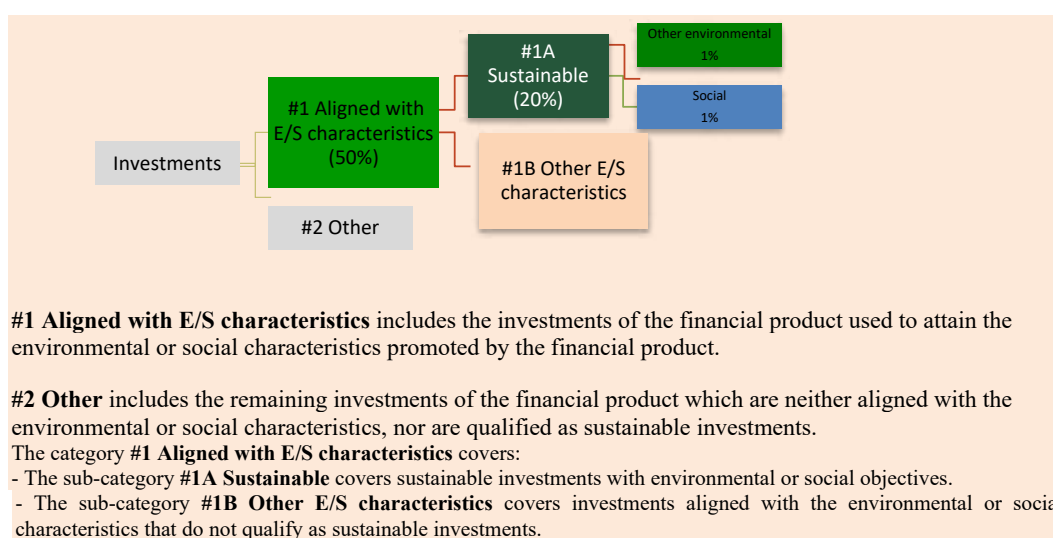 Other environmental
1%
#1A
Sustainable
(20%)
Social
1%
#1 Aligned with
E/S characteristics
(50%)
Investments
#1B Other E/S
characteristics
#2 Other
#1 Aligned with E/S characteristics includes the investments of the financial product used to attain the
environmental or social characteristics promoted by the financial product.
#2 Other includes the remaining investments of the financial product which are neither aligned with the
environmental or social characteristics, nor are qualified as sustainable investments.
The category #1 Aligned with E/S characteristics covers:
- The sub-category #1A Sustainable covers sustainable investments with environmental or social objectives.
- The sub-category #1B Other E/S characteristics covers investments aligned with the environmental or socia
characteristics that do not qualify as sustainable investments.